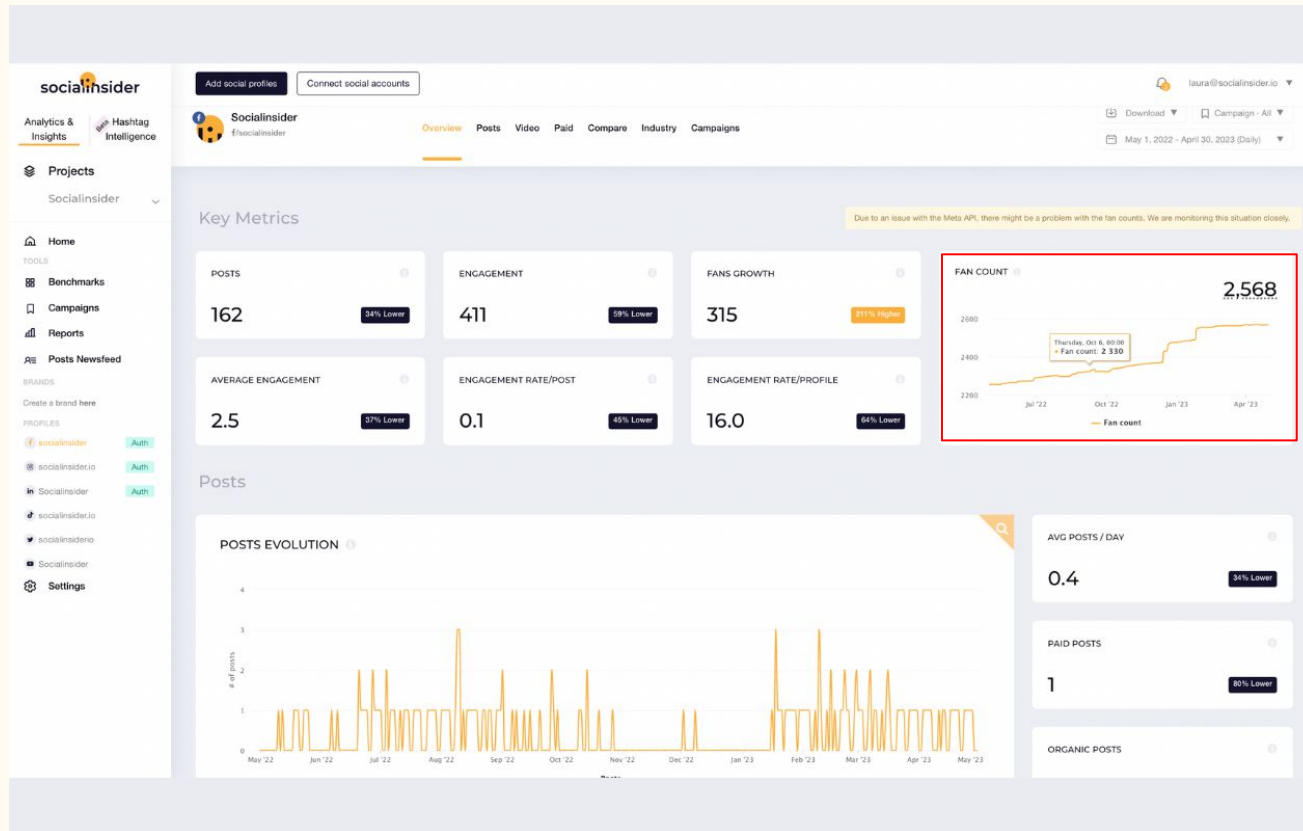 socialinsider
Add social profiles
Connect social accounts
laura@socialinsider.io
Analytics & Insights
BETA
Hashtag Intelligence
Socialinsider
f/socialinsider
Overview Posts Video Paid Compare Industry Campaigns
Download
Campaign - All
May 1, 2022 - April 30, 2023 (Daily)
Projects
Socialinsider
Home
TOOLS
Benchmarks
Campaigns
Reports
Posts Newsfeed
BRANDS
Create a brand here
PROFILES
socialinsider Auth
socialinsider.io Auth
Socialinsider Auth
socialinsider.io
socialinsiderio
Socialinsider
Settings
Key Metrics
Due to an issue with the Meta API, there might be a problem with the fan counts. We are monitoring this situation closely.
POSTS
162
34% Lower
ENGAGEMENT
411
59% Lower
FANS GROWTH
315
211% Higher
FAN COUNT
2,568
2600
2400
2200
Thursday, Oct 6, 00:00
Fan count: 2 330
Jul '22 Oct '22 Jan '23 Apr '23
Fan count
AVERAGE ENGAGEMENT
2.5
37% Lower
ENGAGEMENT RATE/POST
0.1
45% Lower
ENGAGEMENT RATE/PROFILE
16.0
64% Lower
Posts
POSTS EVOLUTION
# of posts
4
3
2
1
0
May '22 Jun '22 Jul '22 Aug '22 Sep '22 Oct '22 Nov '22 Dec '22 Jan '23 Feb '23 Mar '23 Apr '23 May '23
AVG POSTS / DAY
0.4
34% Lower
PAID POSTS
1
80% Lower
ORGANIC POSTS